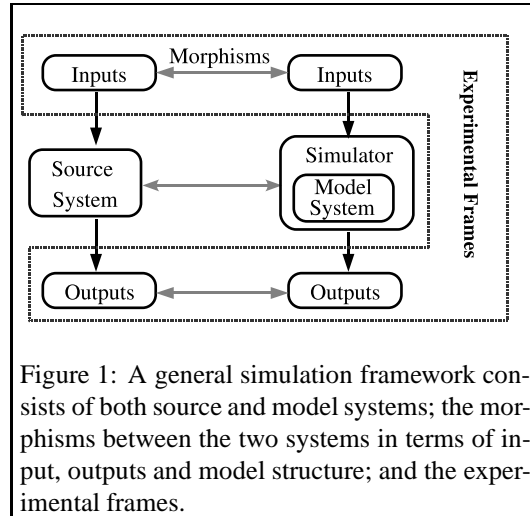 Morphisms
Inputs
Inputs
Experimental Frames
Source
System
Simulator
Model
System
Outputs
Outputs
Figure 1: A general simulation framework con-
sists of both source and model systems; the mor-
phisms between the two systems in terms of in-
put, outputs and model structure; and the exper-
imental frames.